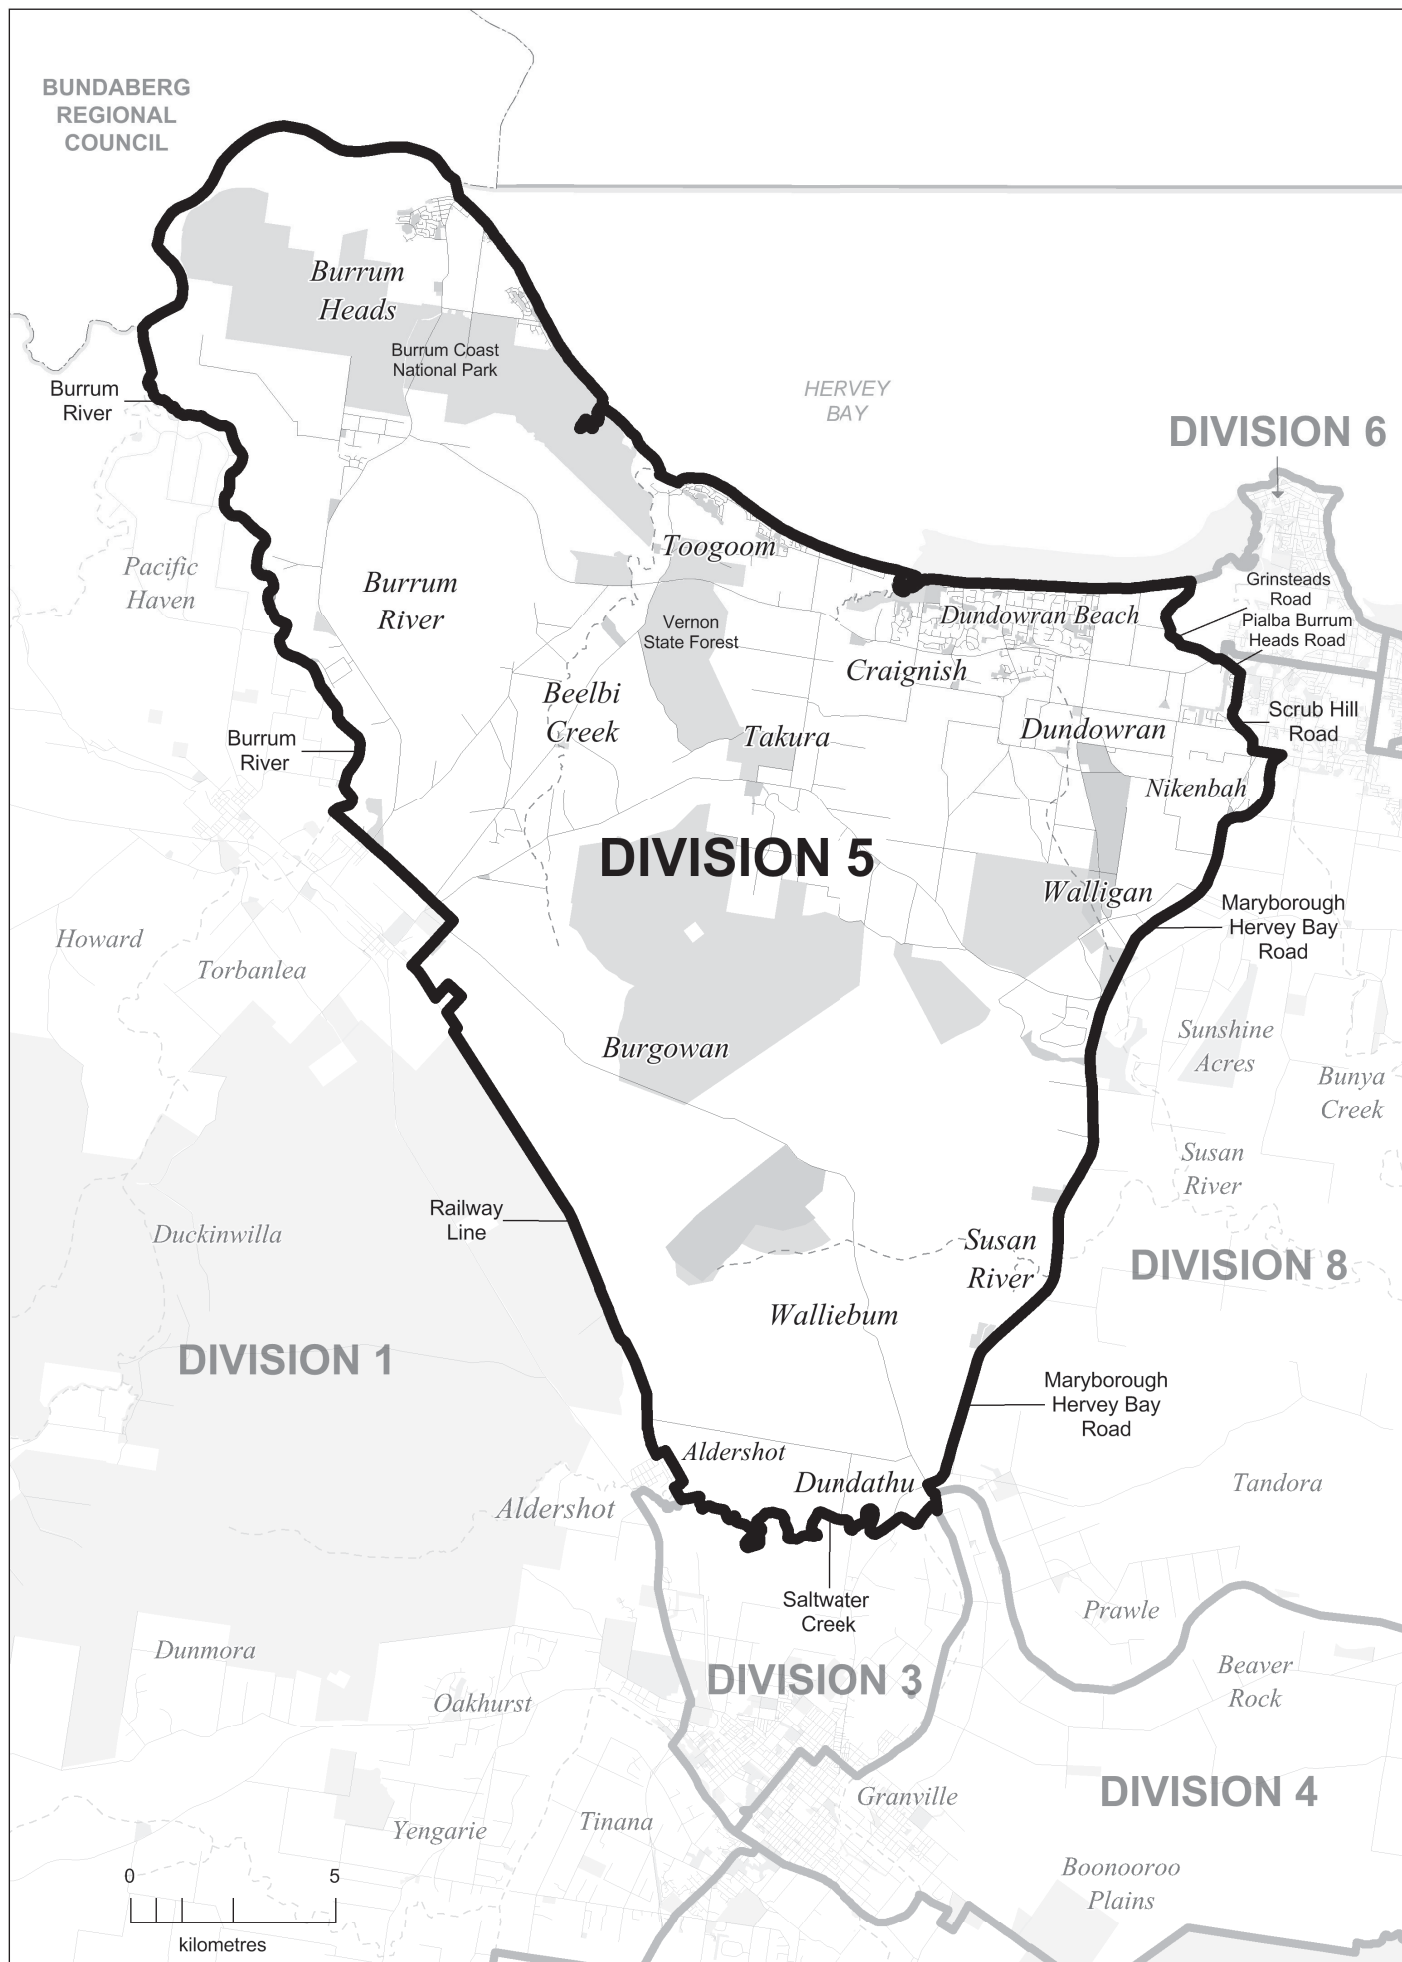 BUNDABERG
REGIONAL
COUNCIL
Burrum
Heads
Burrum Coast
National Park
Burrum
River
HERVEY
BAY
DIVISION 6
Pacific
Haven
Burrum
River
Toogoom
Vernon
State Forest
Grinsteads
Road
Pialba Burrum
Heads Road
Dundowran Beach
Craignish
Beelbi
Creek
Takura
Dundowran
Scrub Hill
Road
Burrum
River
Nikenbah
DIVISION 5
Walligan
Maryborough
Hervey Bay
Road
Howard
Torbanlea
Burgowan
Sunshine
Acres
Bunya
Creek
Susan
River
Railway
Line
Duckinwilla
Susan
River
DIVISION 8
Walliebum
DIVISION 1
Maryborough
Hervey Bay
Road
Aldershot
Dundathu
Tandora
Aldershot
Saltwater
Creek
Prawle
Dunmora
DIVISION 3
Beaver
Rock
Oakhurst
DIVISION 4
Granville
Tinana
Yengarie
Boonooroo
Plains
0 5
kilometres